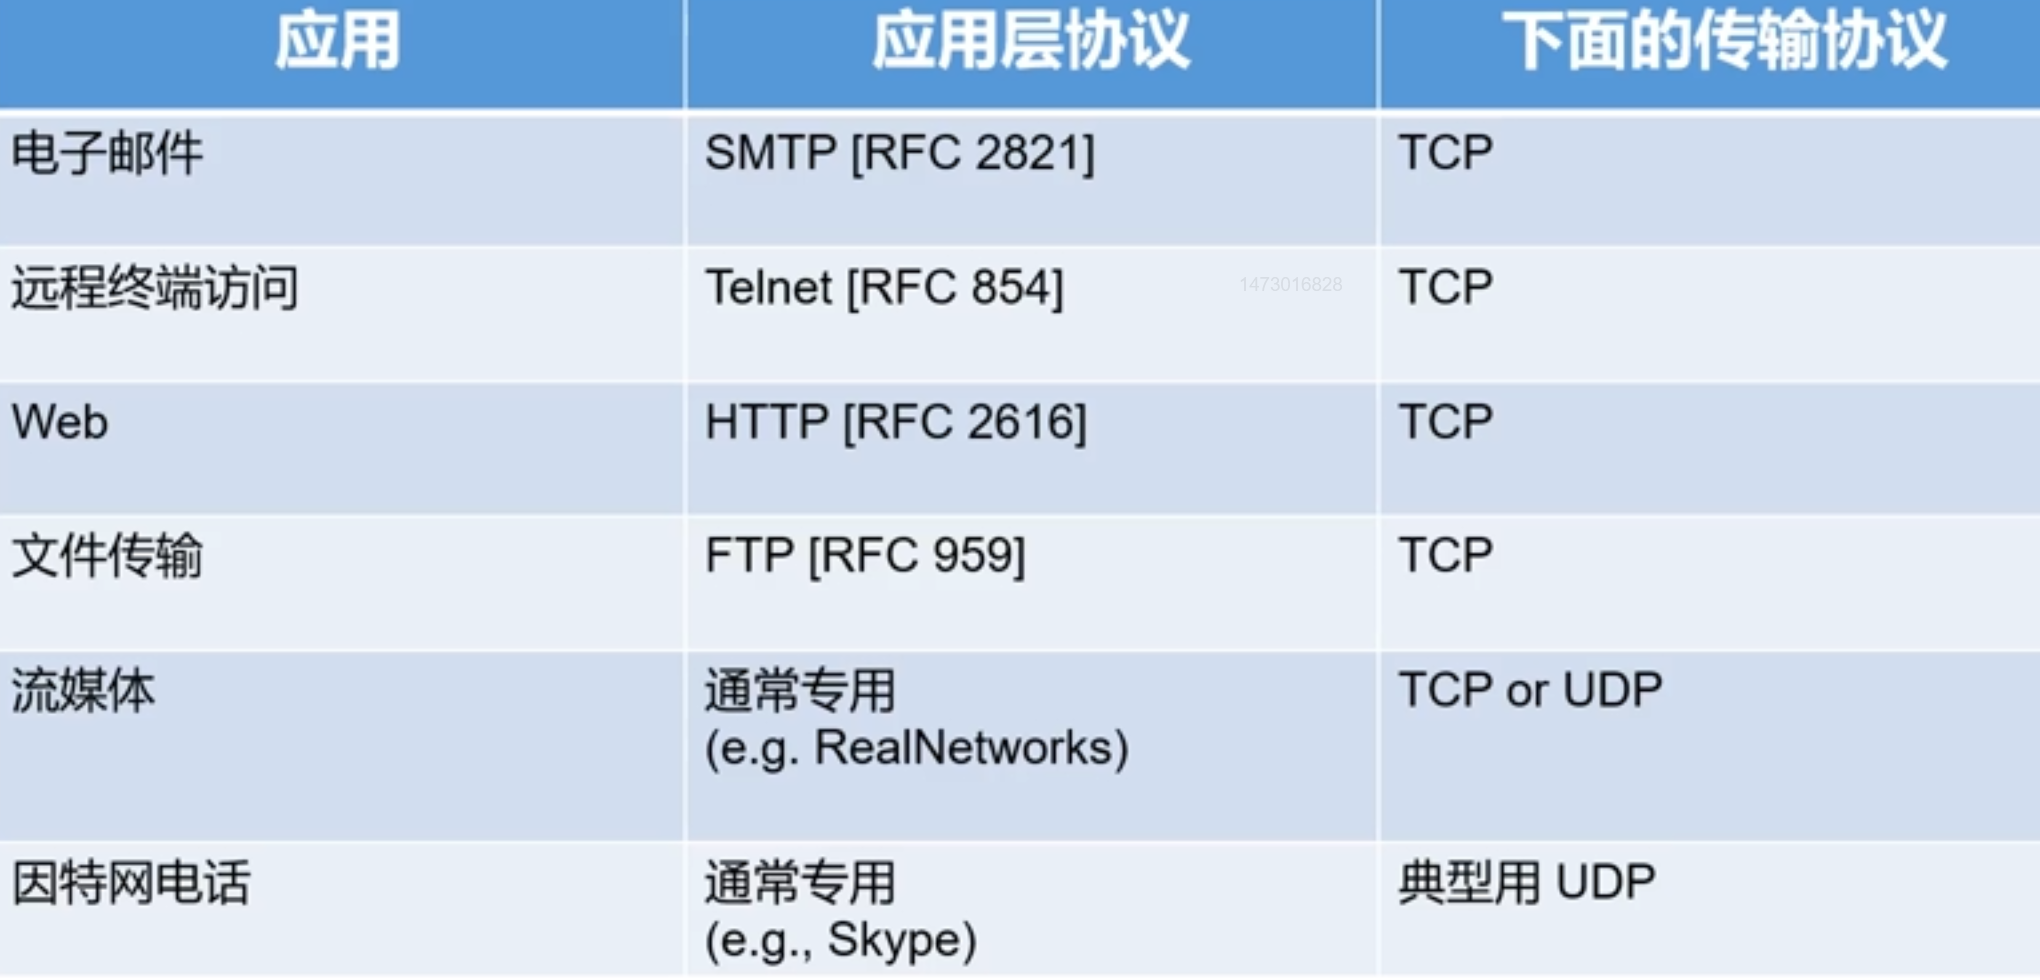 应用 应用层协议 下面的传输协议
电子邮件 SMTP [RFC 2821] TCP
远程终端访问 Telnet [RFC 854] 1473016828 TCP
Web HTTP [RFC 2616] TCP
文件传输 FTP [RFC 959] TCP
流媒体 通常专用 TCP or UDP
(e.g. RealNetworks)
因特网电话 通常专用 典型用 UDP
(e.g., Skype)